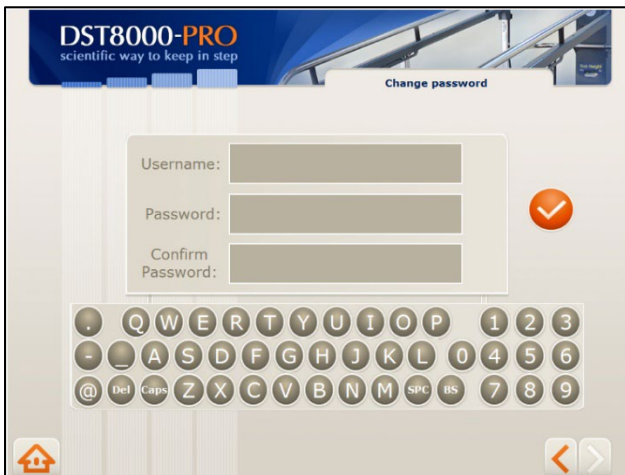 DST8000-PRO
scientific way to keep in step
Change password
Username:
Password:
Confirm
Password:
. Q W E R T Y U I O P 1 2 3
- _ A S D F G H J K L 0 4 5 6
@ Del Caps Z X C V B N M SPC BS 7 8 9